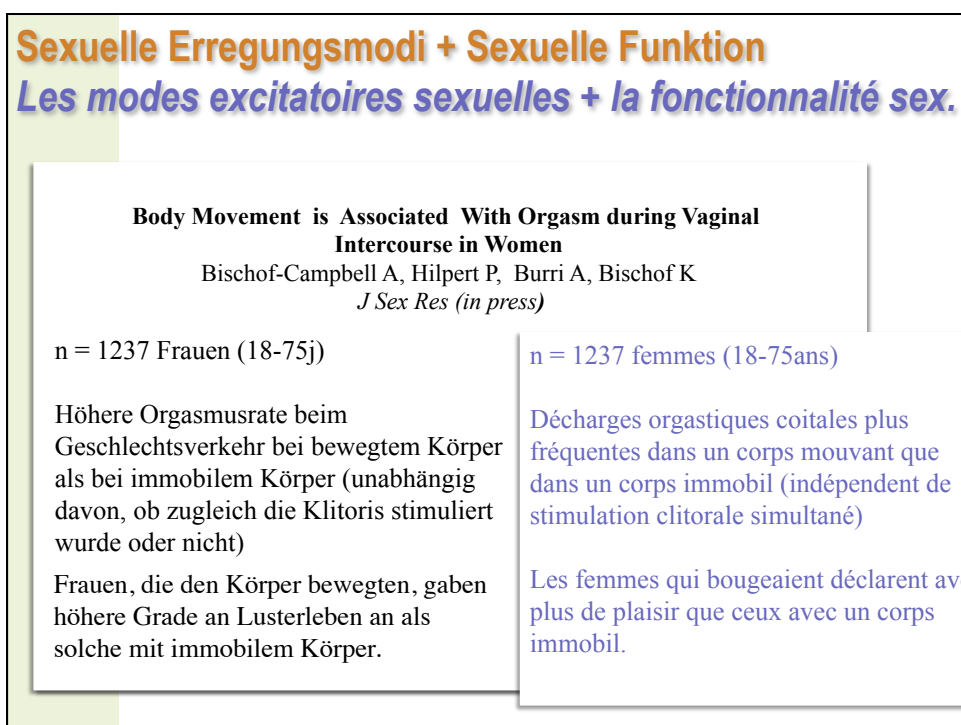 Sexuelle Erregungsmodi + Sexuelle Funktion
Les modes excitatoires sexuelles + la fonctionnalité sex.
Body Movement is Associated With Orgasm during Vaginal
Intercourse in Women
Bischof-Campbell A, Hilpert P, Burri A, Bischof K
J Sex Res (in press)
n = 1237 Frauen (18-75j)
Höhere Orgasmusrate beim
Geschlechtsverkehr bei bewegtem Körper
als bei immobilem Körper (unabhängig
davon, ob zugleich die Klitoris stimuliert
wurde oder nicht)
Frauen, die den Körper bewegten, gaben
höhere Grade an Lusterleben an als
solche mit immobilem Körper.
n = 1237 femmes (18-75ans)
Décharges orgastiques coitales plus
fréquentes dans un corps mouvant que
dans un corps immobil (indépendent de
stimulation clitorale simultané)
Les femmes qui bougeaient déclarent
plus de plaisir que ceux avec un corps
immobil.